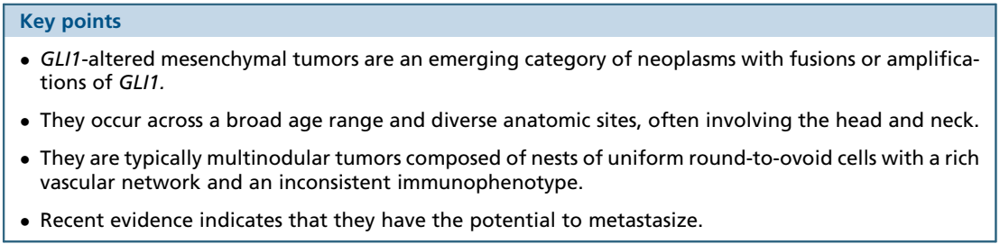 Key points
• GLI1-altered mesenchymal tumors are an emerging category of neoplasms with fusions or amplifica-
tions of GLI1.
• They occur across a broad age range and diverse anatomic sites, often involving the head and neck.
• They are typically multinodular tumors composed of nests of uniform round-to-ovoid cells with a rich
vascular network and an inconsistent immunophenotype.
• Recent evidence indicates that they have the potential to metastasize.